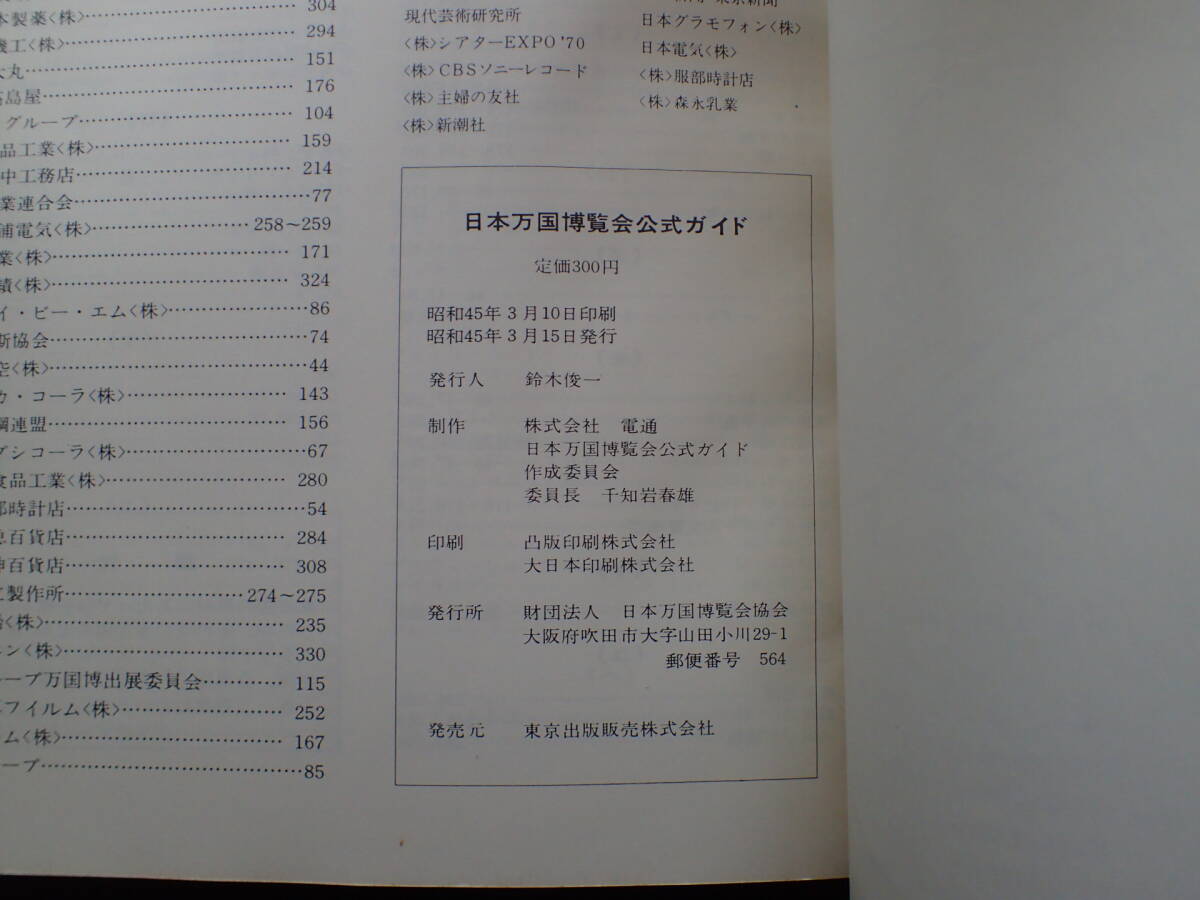 本製薬<株>…………………… 304
機工<株>…………………… 294
大丸…………………… 151
高島屋…………………… 176
グループ…………………… 104
品工業<株>…………………… 159
中工務店…………………… 214
業連合会…………………… 77
浦電気<株>…………………… 258～259
業<株>…………………… 171
績<株>…………………… 324
イ・ビー・エム<株>…………………… 86
新協会…………………… 74
空<株>…………………… 44
カ・コーラ<株>…………………… 143
鋼連盟…………………… 156
プシコーラ<株>…………………… 67
食品工業<株>…………………… 280
部時計店…………………… 54
急百貨店…………………… 284
神百貨店…………………… 308
製作所…………………… 274～275
<株>…………………… 235
ン<株>…………………… 330
ループ万国博出展委員会………… 115
フイルム<株>…………………… 252
ム<株>…………………… 167
ープ…………………… 85
現代芸術研究所
<株>シアターEXPO '70
<株>CBSソニーレコード
<株>主婦の友社
<株>新潮社
東京新聞
日本グラモフォン<株>
日本電気<株>
<株>服部時計店
<株>森永乳業
日本万国博覧会公式ガイド
定価300円
昭和45年3月10日印刷
昭和45年3月15日発行
発行人 鈴木俊一
制作 株式会社 電通
日本万国博覧会公式ガイド
作成委員会
委員長 千知岩春雄
印刷 凸版印刷株式会社
大日本印刷株式会社
発行所 財団法人 日本万国博覧会協会
大阪府吹田市大字山田小川29-1
郵便番号 564
発売元 東京出版販売株式会社